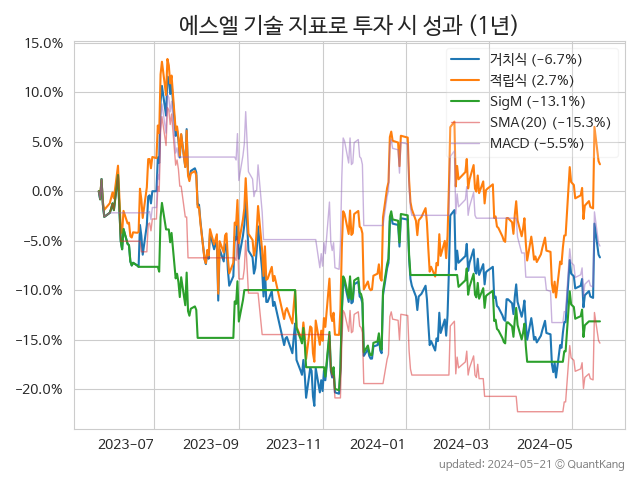 에스엘 기술 지표로 투자 시 성과 (1년)
15.0%
10.0%
5.0%
0.0%
−5.0%
−10.0%
−15.0%
−20.0%
거치식 (−6.7%)
적립식 (2.7%)
SigM (−13.1%)
SMA(20) (−15.3%)
MACD (−5.5%)
2023-07
2023-09
2023-11
2024-01
2024-03
2024-05
updated: 2024-05-21 © QuantKang